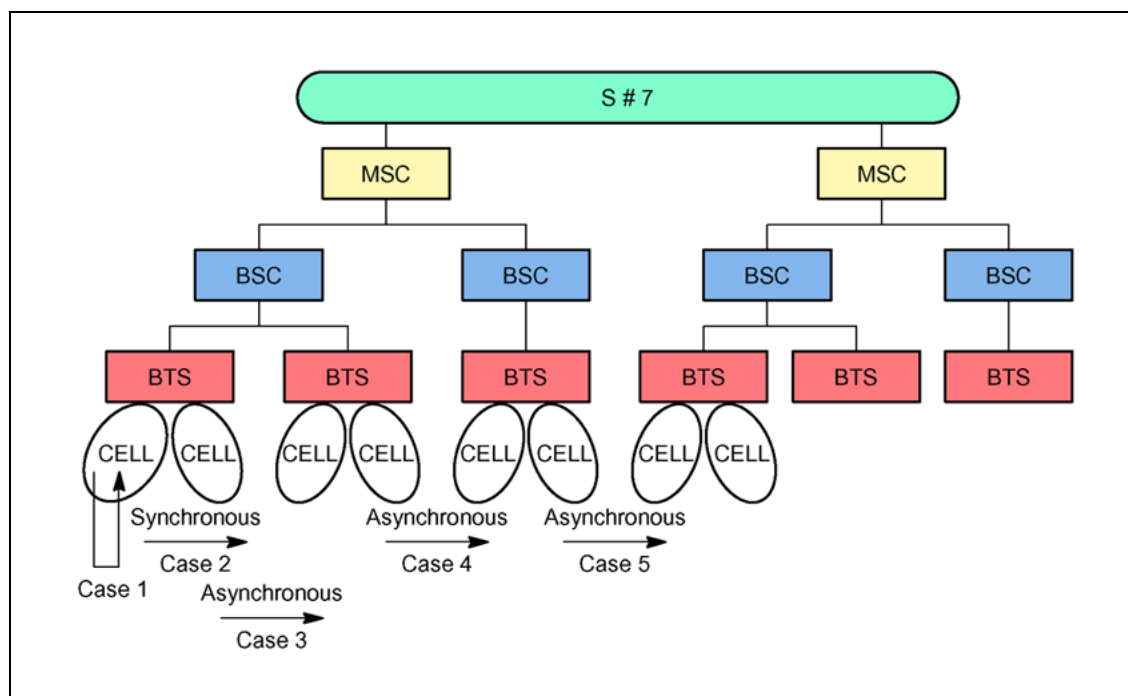 S # 7
MSC MSC
BSC BSC BSC BSC
BTS BTS BTS BTS BTS BTS
CELL CELL CELL CELL CELL CELL CELL CELL
Synchronous Asynchronous Asynchronous
Case 2 Case 4 Case 5
Case 1
Asynchronous
Case 3